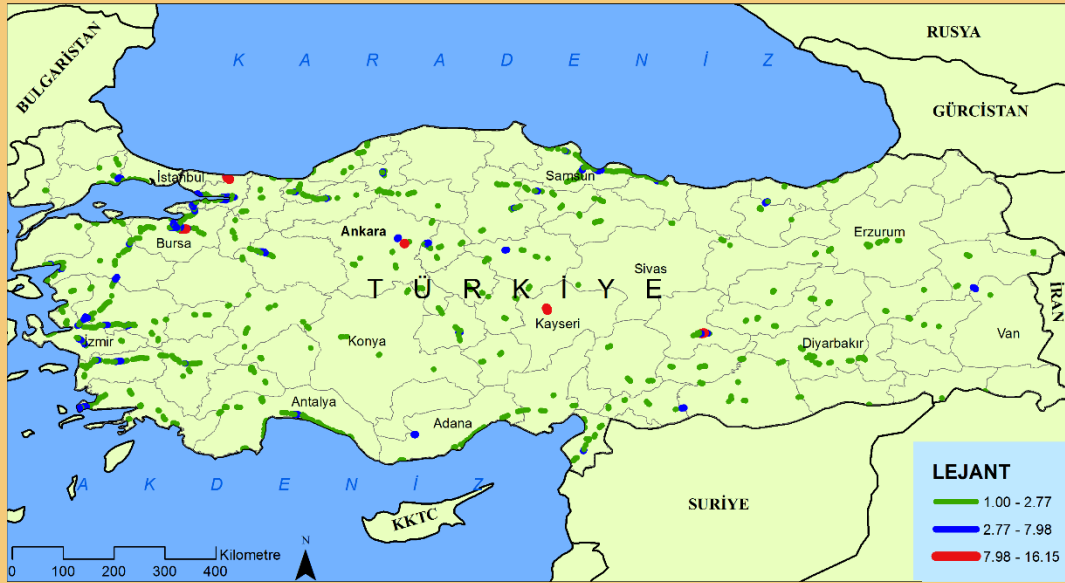 RUSYA
BULGARİSTAN
K A R A D E N İ Z
GÜRCİSTAN
İstanbul
Samsun
Bursa
Ankara
Erzurum
Sivas
T Ü R K İ Y E
İRAN
Kayseri
Van
İzmir
Konya
Diyarbakır
Antalya
Adana
A K D E N İ Z
KKTC
SURİYE
LEJANT
1.00 - 2.77
2.77 - 7.98
7.98 - 16.15
Kilometre
0 100 200 300 400
N